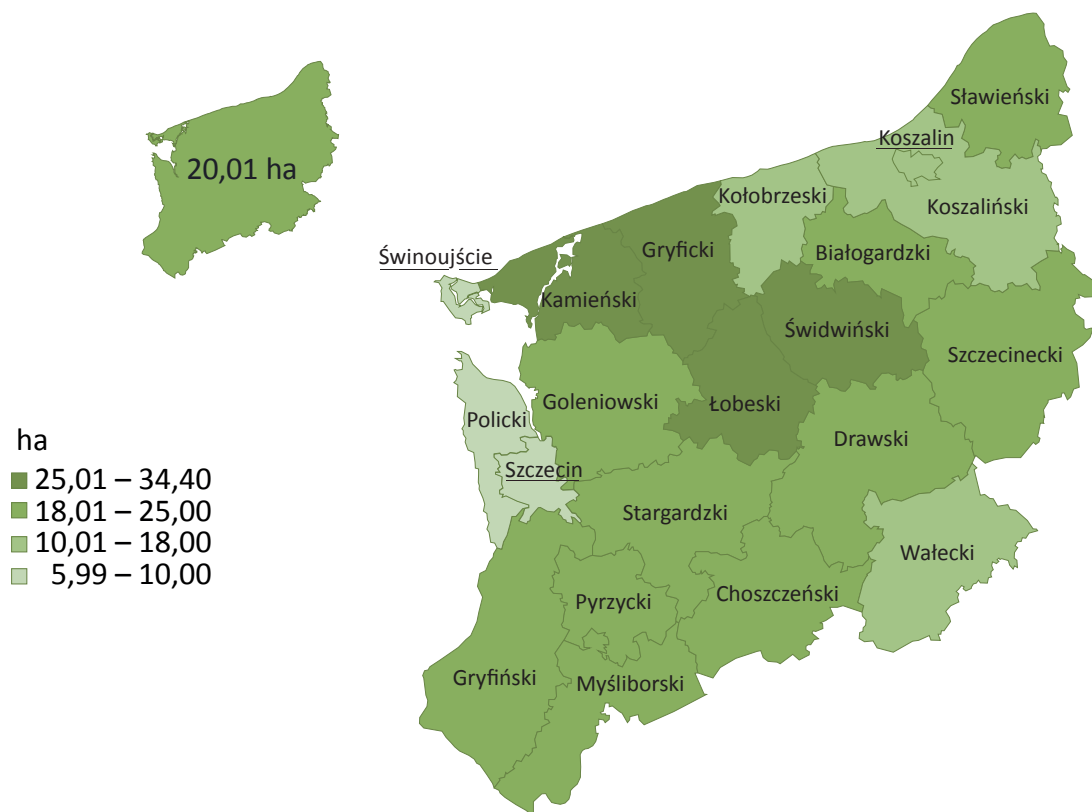 20,01 ha
Sławieński
Koszalin
Kołobrzeski
Koszaliński
Gryficki
Białogardzki
Świnoujście
Kamieński
Świdwiński
Szczecinecki
Goleniowski
Łobeski
Policki
Drawski
Szczecin
Stargardzki
Wałecki
Choszczeński
Pyrzycki
Gryfiński
Myśliborski
ha
25,01 – 34,40
18,01 – 25,00
10,01 – 18,00
5,99 – 10,00